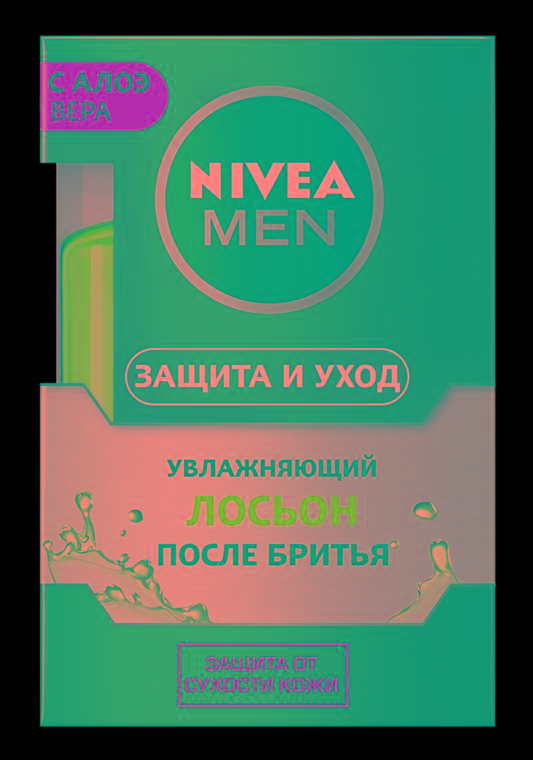 С АЛОЭ
ВЕРА
NIVEA
MEN
ЗАЩИТА И УХОД
УВЛАЖНЯЮЩИЙ
ЛОСЬОН
ПОСЛЕ БРИТЬЯ
ЗАЩИТА ОТ
СУХОСТИ КОЖИ